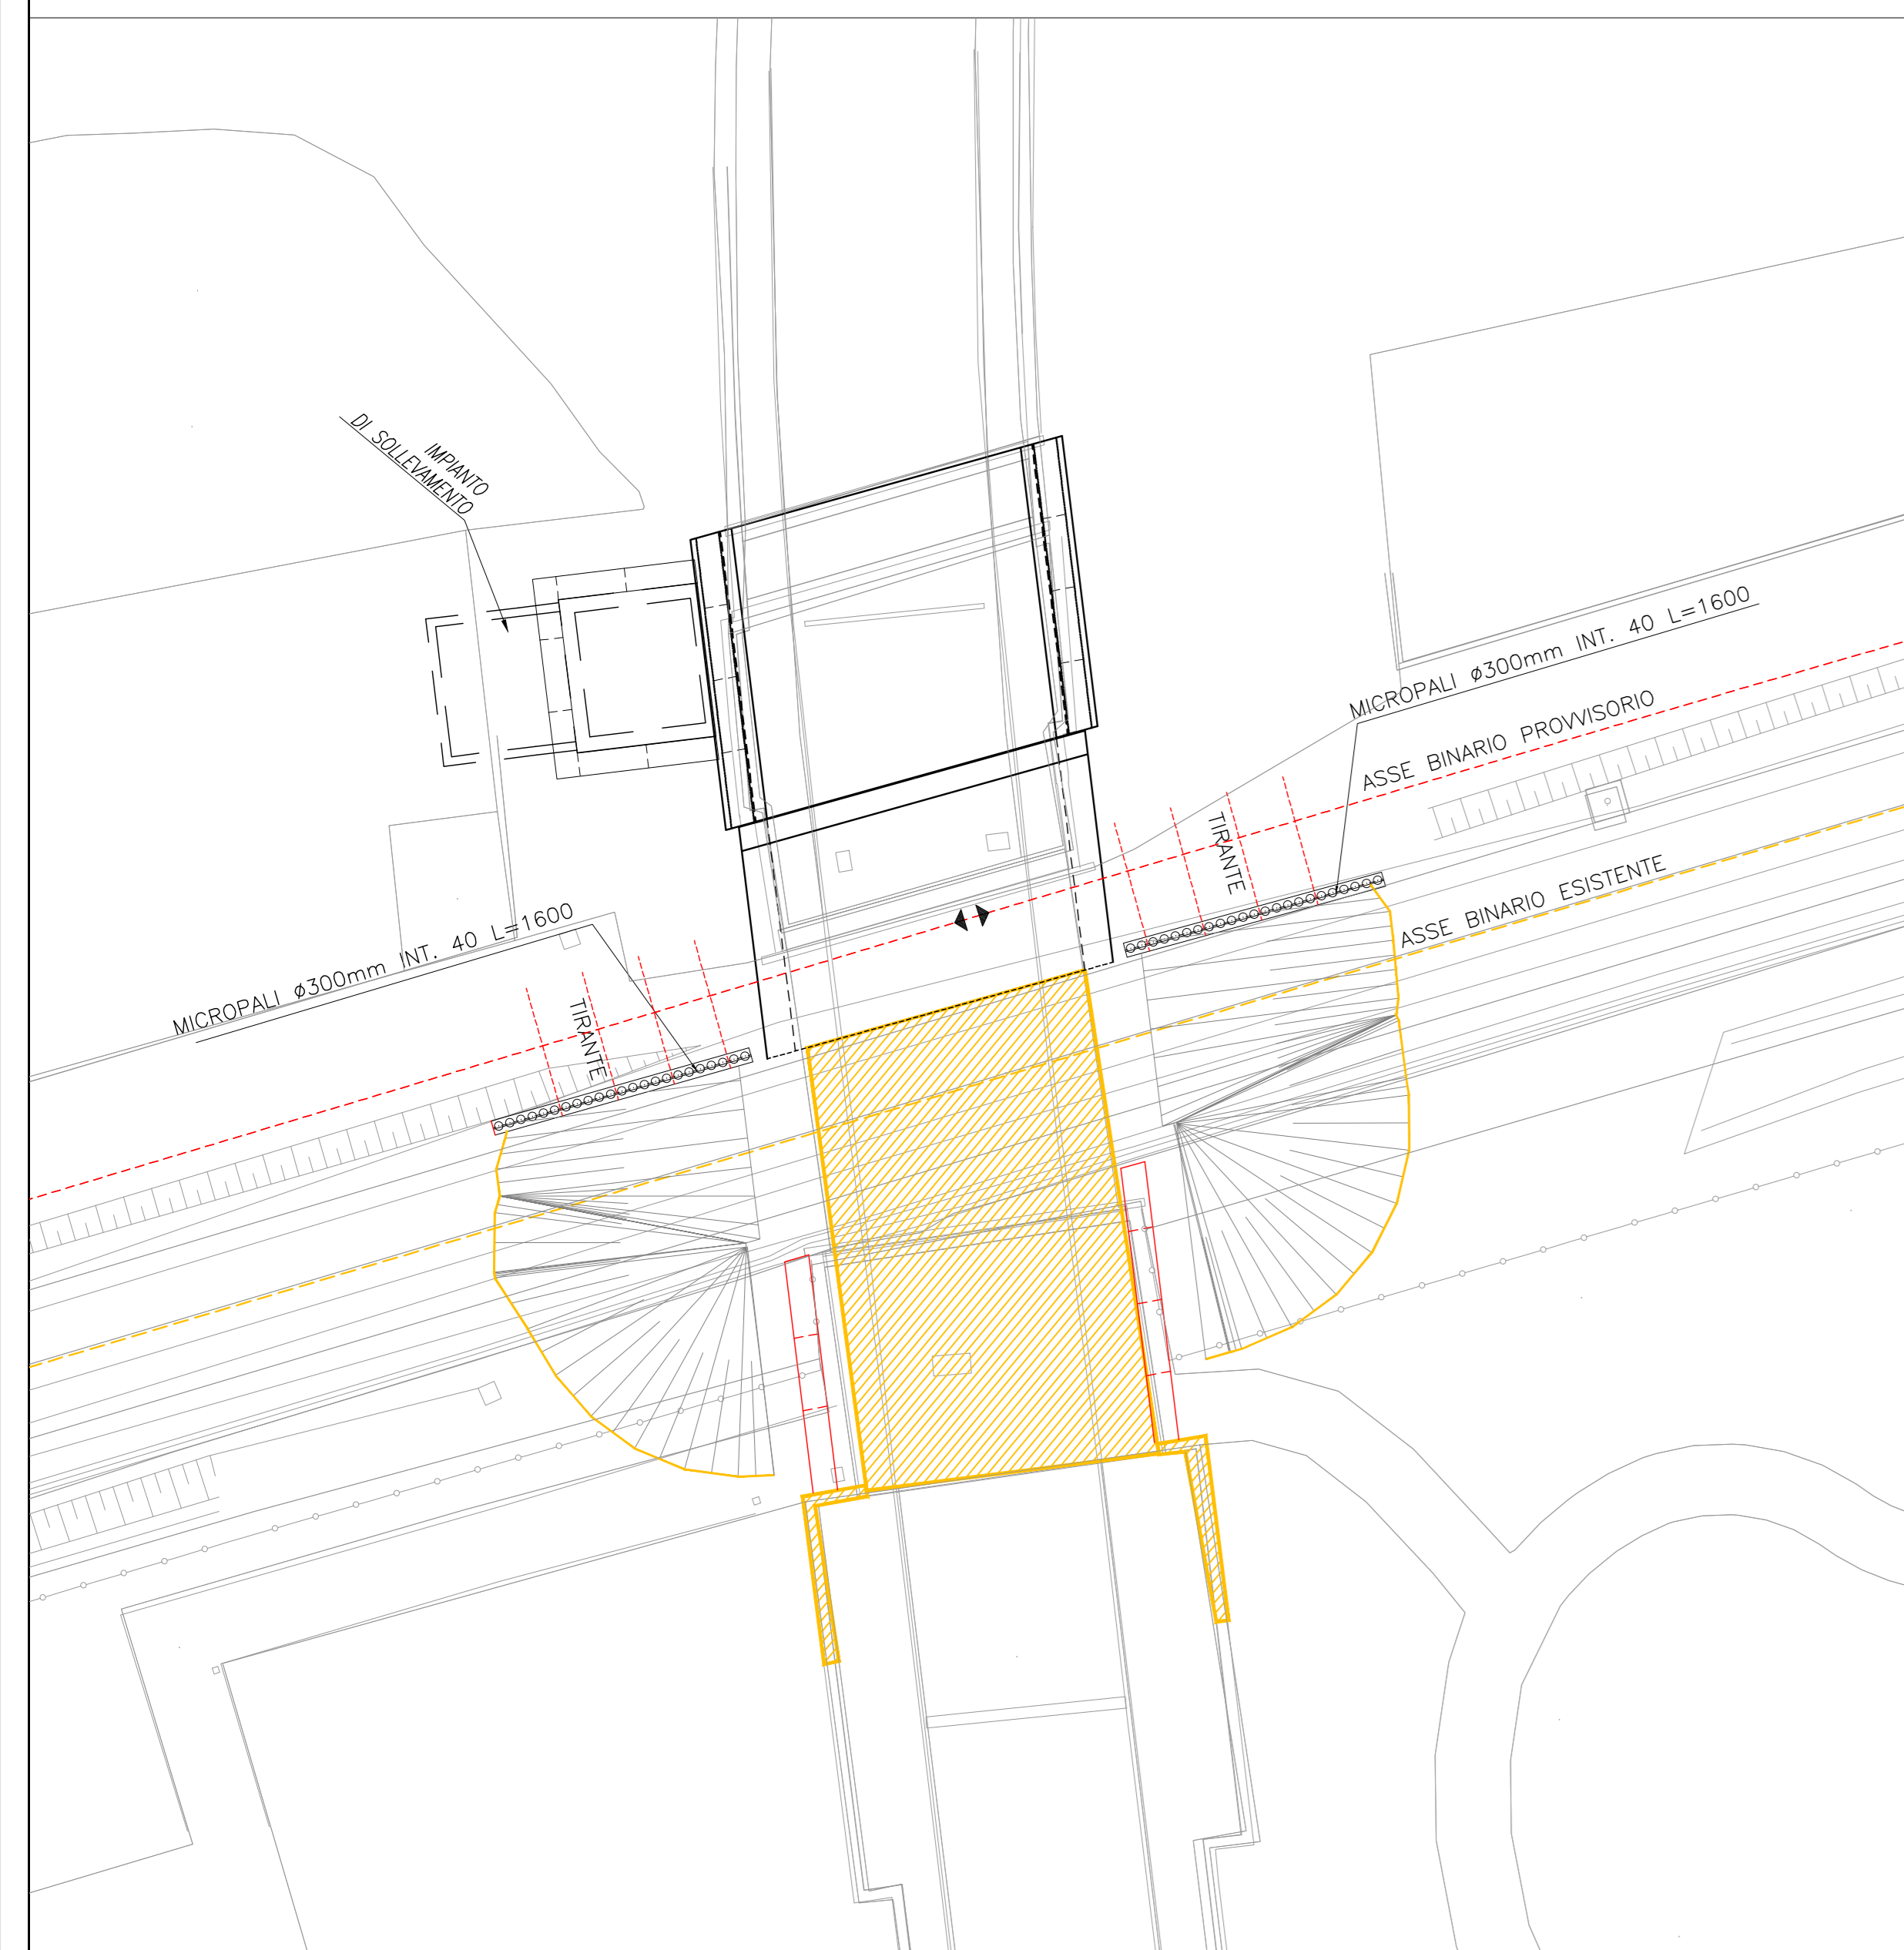 IMPIANTO
DI SOLLEVAMENTO
MICROPALI ø300mm INT. 40 L=1600
ASSE BINARIO PROVVISORIO
TIRANTE
ASSE BINARIO ESISTENTE
MICROPALI ø300mm INT. 40 L=1600
TIRANTE